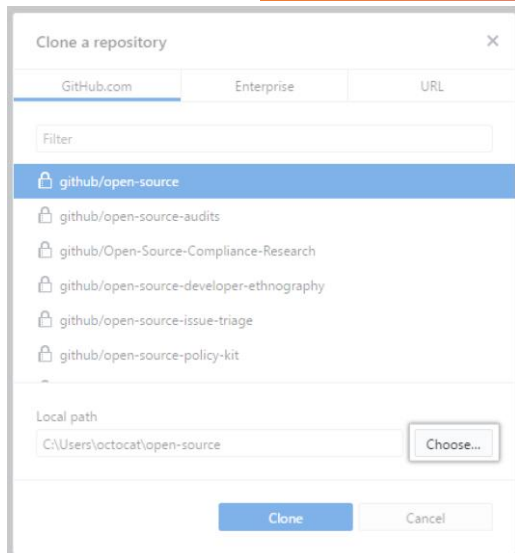 Clone a repository
GitHub.com Enterprise URL
Filter
github/open-source
github/open-source-audits
github/Open-Source-Compliance-Research
github/open-source-developer-ethnography
github/open-source-issue-triage
github/open-source-policy-kit
Local path
C:\Users\octocat\open-source Choose...
Clone Cancel